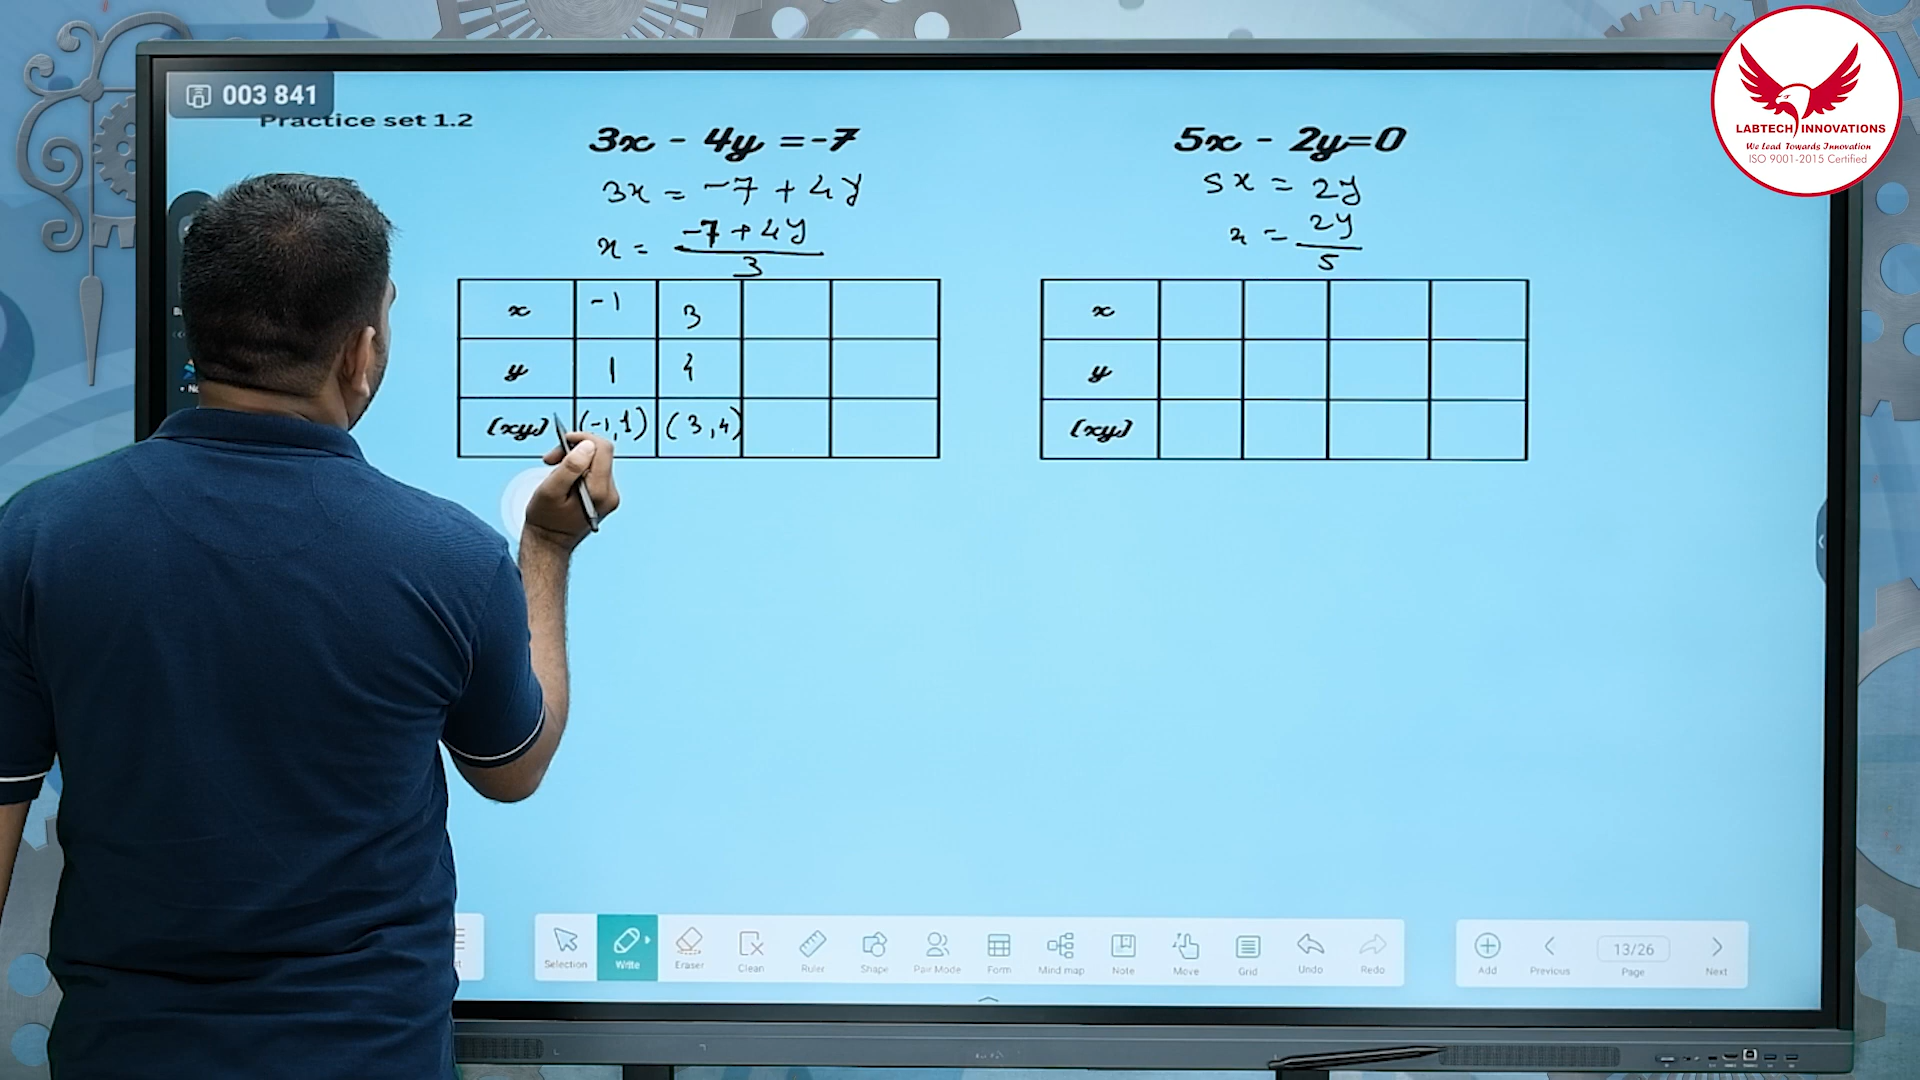 003 841
Practice set 1.2
3x - 4y =-7
3x = -7 + 4y
x = -7+4y / 3
x -1 3
y 1 4
(xy) (-1,1) (3,4)
5x - 2y=0
5x = 2y
x = 2y / 5
x
y
(xy)
LABTECH INNOVATIONS
We Lead Towards Innovation
ISO 9001-2015 Certified
Selection Write Eraser Clean Ruler Shape Pair Mode Form Mind map Note Move Grid Undo Redo
13/26
Add Previous Page Next